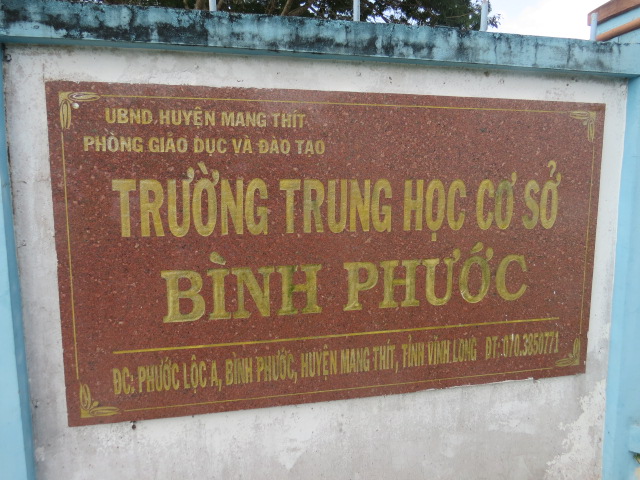 UBND.HUYỆN MANG THÍT
PHÒNG GIÁO DỤC VÀ ĐÀO TẠO
TRƯỜNG TRUNG HỌC CƠ SỞ
BÌNH PHƯỚC
ĐC: PHƯỚC LỘC A, BÌNH PHƯỚC, HUYỆN MANG THÍT, TỈNH VĨNH LONG ĐT:070.3850771